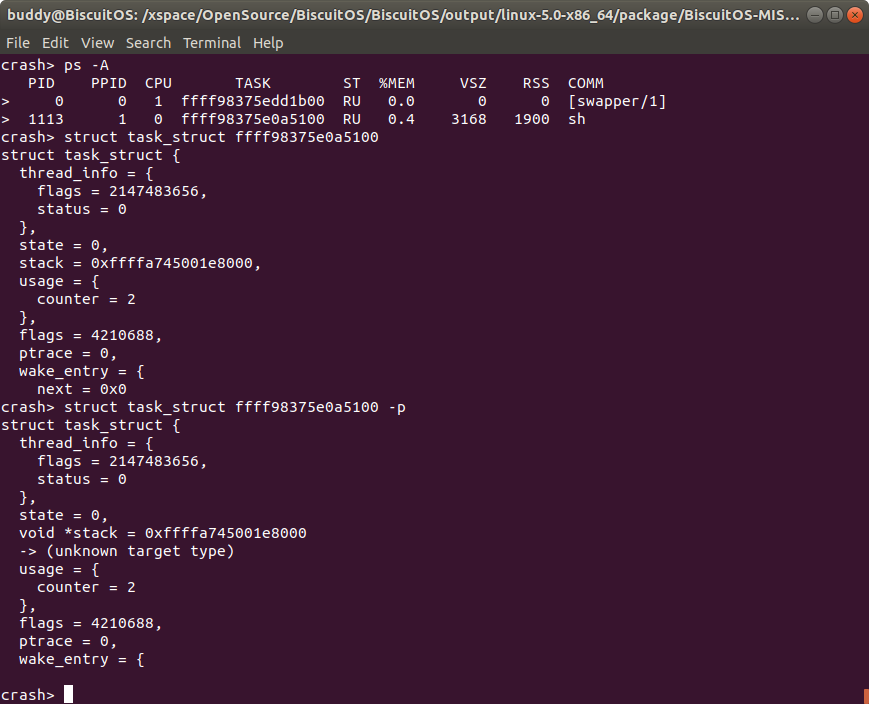 buddy@BiscuitOS: /xspace/OpenSource/BiscuitOS/BiscuitOS/output/linux-5.0-x86_64/package/BiscuitOS-MIS...
File Edit View Search Terminal Help
crash> ps -A
   PID    PPID  CPU       TASK        ST  %MEM     VSZ    RSS  COMM
>     0      0   1  ffff98375edd1b00  RU   0.0       0      0  [swapper/1]
>  1113      1   0  ffff98375e0a5100  RU   0.4    3168   1900  sh
crash> struct task_struct ffff98375e0a5100
struct task_struct {
  thread_info = {
    flags = 2147483656,
    status = 0
  },
  state = 0,
  stack = 0xffffa745001e8000,
  usage = {
    counter = 2
  },
  flags = 4210688,
  ptrace = 0,
  wake_entry = {
    next = 0x0
crash> struct task_struct ffff98375e0a5100 -p
struct task_struct {
  thread_info = {
    flags = 2147483656,
    status = 0
  },
  state = 0,
  void *stack = 0xffffa745001e8000
  -> (unknown target type)
  usage = {
    counter = 2
  },
  flags = 4210688,
  ptrace = 0,
  wake_entry = {
crash>